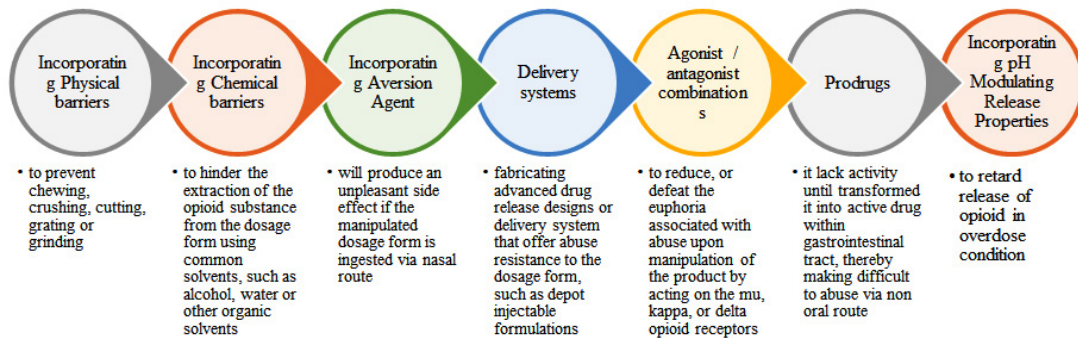 Incorporatin
g Physical
barriers
Incorporatin
g Chemical
barriers
Incorporatin
g Aversion
Agent
Delivery
systems
Agonist /
antagonist
combination
s
Prodrugs
Incorporatin
g pH
Modulating
Release
Properties
• to prevent
chewing,
crushing, cutting,
grating or
grinding
• to hinder the
extraction of the
opioid substance
from the dosage
form using
common
solvents, such as
alcohol, water or
other organic
solvents
• will produce an
unpleasant side
effect if the
manipulated
dosage form is
ingested via nasal
route
• fabricating
advanced drug
release designs or
delivery system
that offer abuse
resistance to the
dosage form,
such as depot
injectable
formulations
• to reduce, or
defeat the
euphoria
associated with
abuse upon
manipulation of
the product by
acting on the mu,
kappa, or delta
opioid receptors
• it lack activity
until transformed
it into active drug
within
gastrointestinal
tract, thereby
making difficult
to abuse via non
oral route
• to retard
release of
opioid in
overdose
condition